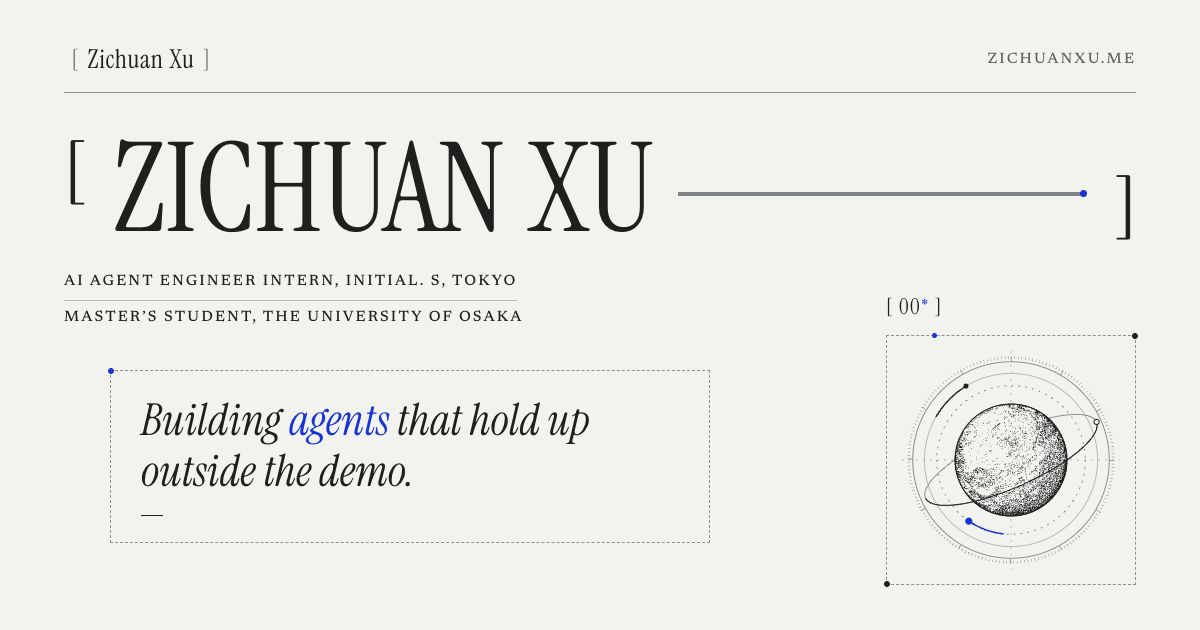 [ Zichuan Xu ]
ZICHUANXU.ME
[ ZICHUAN XU ]
AI AGENT ENGINEER INTERN, INITIAL. S, TOKYO
MASTER’S STUDENT, THE UNIVERSITY OF OSAKA
[ 00* ]
Building agents that hold up
outside the demo.
—